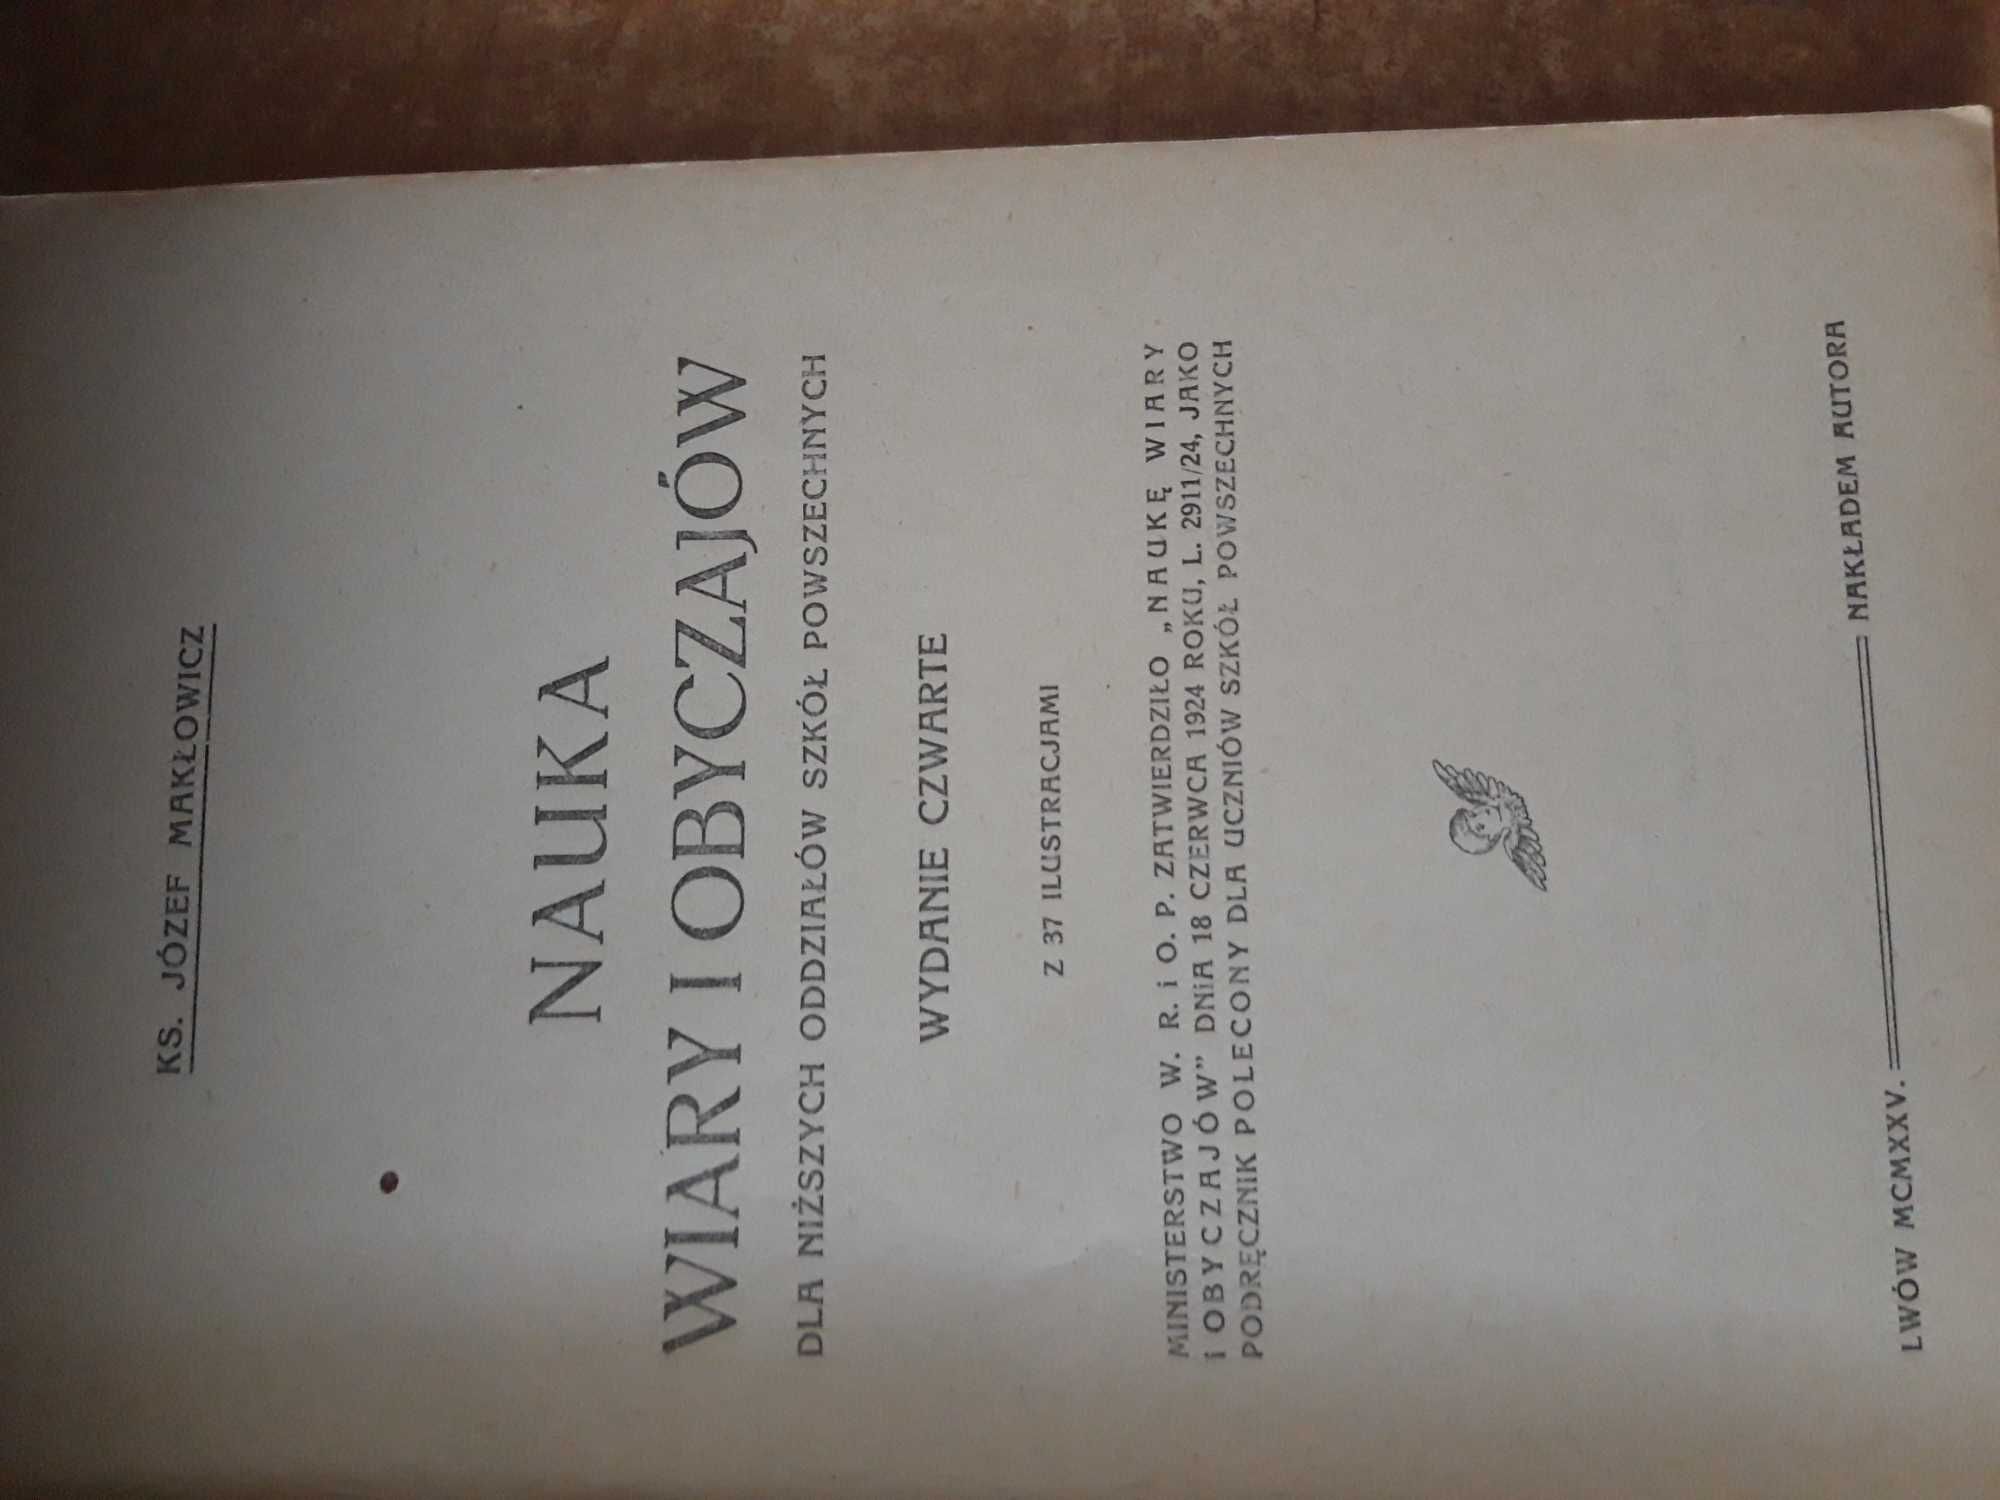 KS. JÓZEF MAKŁOWICZ
NAUKA
WIARY I OBYCZAJÓW
DLA NIŻSZYCH ODDZIAŁÓW SZKÓŁ POWSZECHNYCH
WYDANIE CZWARTE
Z 37 ILUSTRACJAMI
MINISTERSTWO W. R. i O. P. ZATWIERDZIŁO „NAUKĘ WIARY
i OBYCZAJÓW” DNiA 18 CZERWCA 1924 ROKU, L. 2911/24, JAKO
PODRĘCZNIK POLECONY DLA UCZNIÓW SZKÓŁ POWSZECHNYCH
LWÓW MCMXXV. NAKŁADEM AUTORA